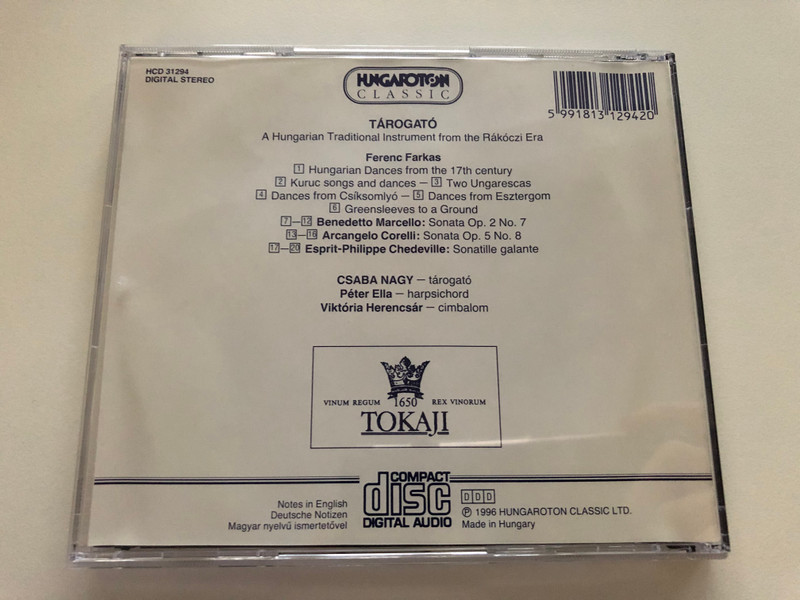 HCD 31294
DIGITAL STEREO
HUNGAROTON
CLASSIC
5 991813 129420
TÁROGATÓ
A Hungarian Traditional Instrument from the Rákóczi Era
Ferenc Farkas
1 Hungarian Dances from the 17th century
2 Kuruc songs and dances – 3 Two Ungarescas
4 Dances from Csíksomlyó – 5 Dances from Esztergom
6 Greensleeves to a Ground
7–12 Benedetto Marcello: Sonata Op. 2 No. 7
13–16 Arcangelo Corelli: Sonata Op. 5 No. 8
17–20 Esprit-Philippe Chedeville: Sonatille galante
CSABA NAGY – tárogató
Péter Ella – harpsichord
Viktória Herencsár – cimbalom
VINUM REGUM 1650 REX VINORUM
TOKAJI
Notes in English
Deutsche Notizen
Magyar nyelvű ismertetővel
COMPACT
disc
DIGITAL AUDIO
DDD
℗ 1996 HUNGAROTON CLASSIC LTD.
Made in Hungary